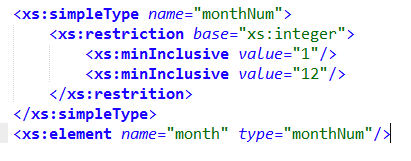 <xs:simpleType name="monthNum">
<xs:restriction base="xs:integer">
<xs:minInclusive value="1"/>
<xs:minInclusive value="12"/>
</xs:restrition>
</xs:simpleType>
<xs:element name="month" type="monthNum"/>